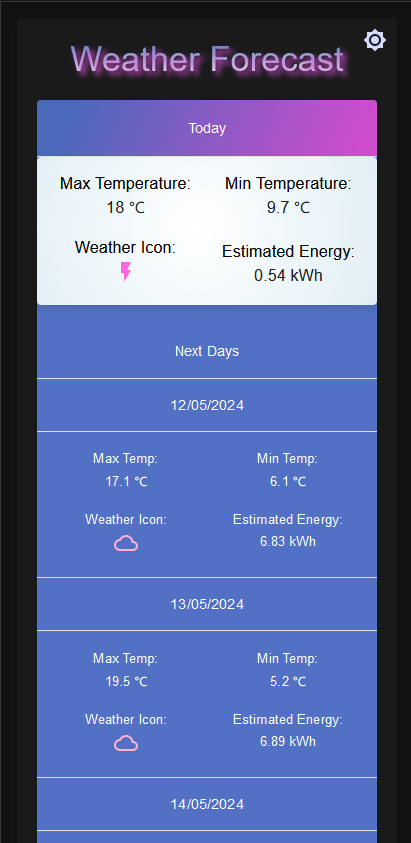 Weather Forecast
Today
Max Temperature: Min Temperature:
18 °C 9.7 °C
Weather Icon: Estimated Energy:
0.54 kWh
Next Days
12/05/2024
Max Temp: Min Temp:
17.1 °C 6.1 °C
Weather Icon: Estimated Energy:
6.83 kWh
13/05/2024
Max Temp: Min Temp:
19.5 °C 5.2 °C
Weather Icon: Estimated Energy:
6.89 kWh
14/05/2024